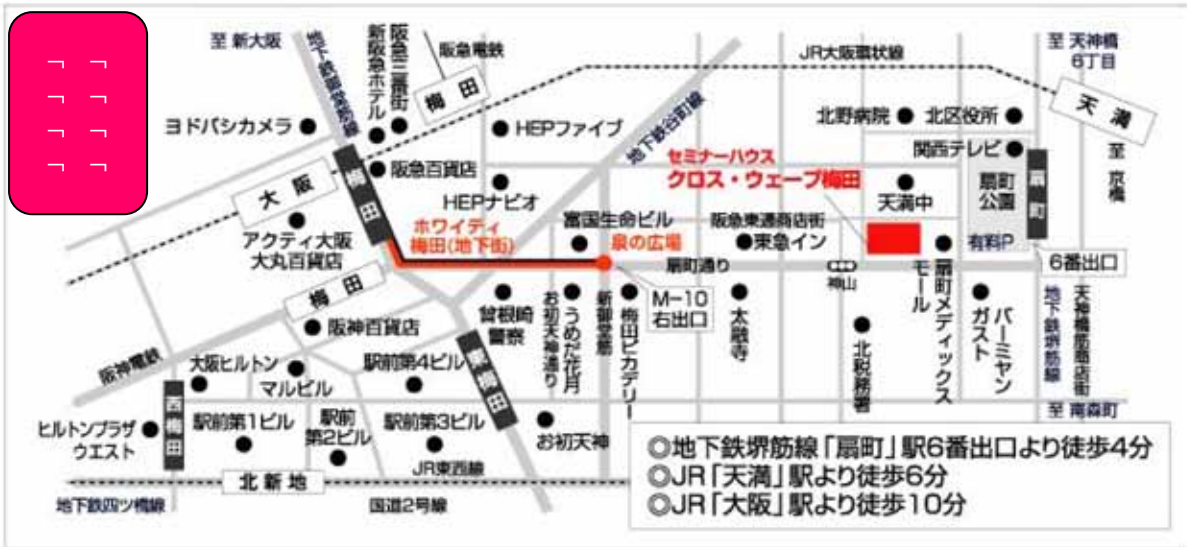 至 新大阪
地下鉄御堂筋線
新阪急ホテル
阪急三番街
阪急電鉄
梅田
JR大阪環状線
至 天神橋
6丁目
天満
ヨドバシカメラ
HEPファイブ
地下鉄谷町線
北野病院
北区役所
関西テレビ
至 京橋
セミナーハウス
クロス・ウェーブ梅田
大阪
梅田
阪急百貨店
HEPナビオ
天満中
扇町
公園
扇町
アクティ大阪
大丸百貨店
ホワイティ
梅田(地下街)
富国生命ビル
泉の広場
阪急東通商店街
東急イン
有料P
6番出口
扇町通り
神山
梅田
M-10
右出口
曾根崎
警察
お初天神通り
うめだ花月
新御堂筋
梅田ピカデリー
太融寺
北税務署
扇町メディックス
モール
バーミヤン
ガスト
地下鉄堺筋線
天神橋筋商店街
阪神百貨店
阪神電鉄
大阪ヒルトン
マルビル
駅前第4ビル
東梅田
至 南森町
西梅田
ヒルトンプラザ
ウエスト
駅前第1ビル
駅前
第2ビル
駅前第3ビル
お初天神
JR東西線
北新地
地下鉄四ツ橋線
国道2号線
◎地下鉄堺筋線「扇町」駅6番出口より徒歩4分
◎JR「天満」駅より徒歩6分
◎JR「大阪」駅より徒歩10分